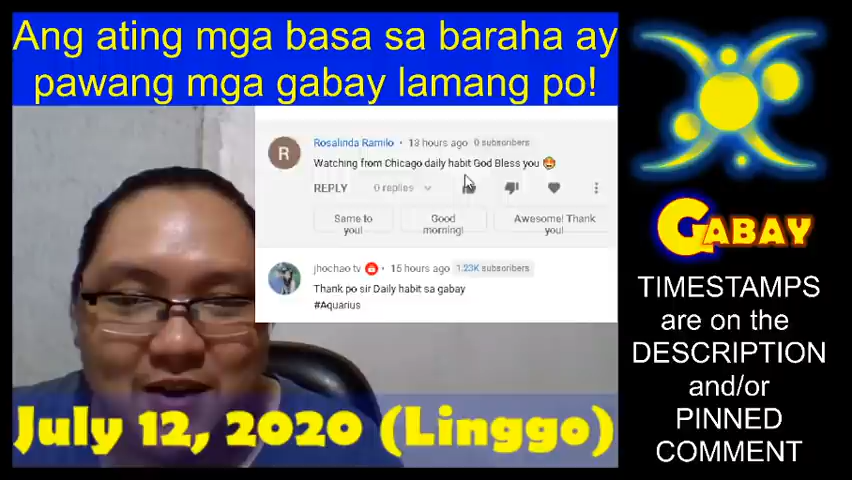 Ang ating mga basa sa baraha ay
pawang mga gabay lamang po!
R
Rosalinda Ramilo • 13 hours ago 0 subscribers
Watching from Chicago daily habit God Bless you 🤩
REPLY 0 replies
Same to you!
Good morning!
Awesome! Thank you!
jhochao tv • 15 hours ago 1.23K subscribers
Thank po sir Daily habit sa gabay
#Aquarius
July 12, 2020 (Linggo)
GABAY
TIMESTAMPS
are on the
DESCRIPTION
and/or
PINNED
COMMENT